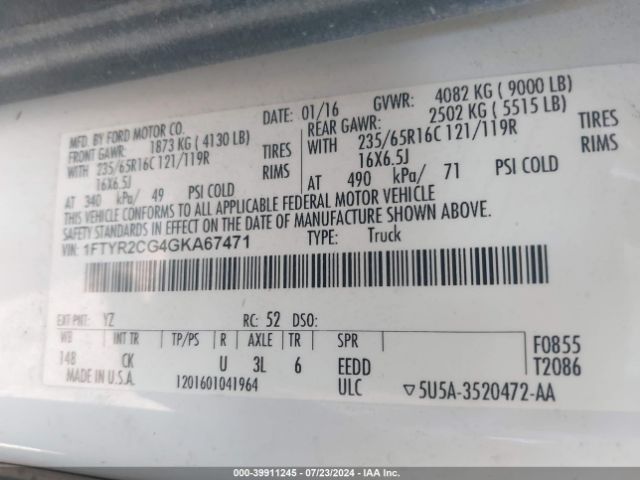 MFD. BY FORD MOTOR CO. DATE: 01/16 GVWR: 4082 KG ( 9000 LB)
FRONT GAWR: 1873 KG ( 4130 LB) REAR GAWR: 2502 KG ( 5515 LB)
WITH 235/65R16C 121/119R TIRES WITH 235/65R16C 121/119R TIRES
16X6.5J RIMS 16X6.5J RIMS
AT 340 kPa/ 49 PSI COLD AT 490 kPa/ 71 PSI COLD
THIS VEHICLE CONFORMS TO ALL APPLICABLE FEDERAL MOTOR VEHICLE
SAFETY STANDARDS IN EFFECT ON THE DATE OF MANUFACTURE SHOWN ABOVE.
VIN: 1FTYR2CG4GKA67471 TYPE: Truck
EXT PNT: YZ RC: 52 DSO:
WB INT TR TP/PS R AXLE TR SPR F0855
148 CK U 3L 6 EEDD T2086
MADE IN U.S.A. 1201601041964 ULC ▽5U5A-3520472-AA
000-39911245 / 07/23/2024 - IAA, Inc.